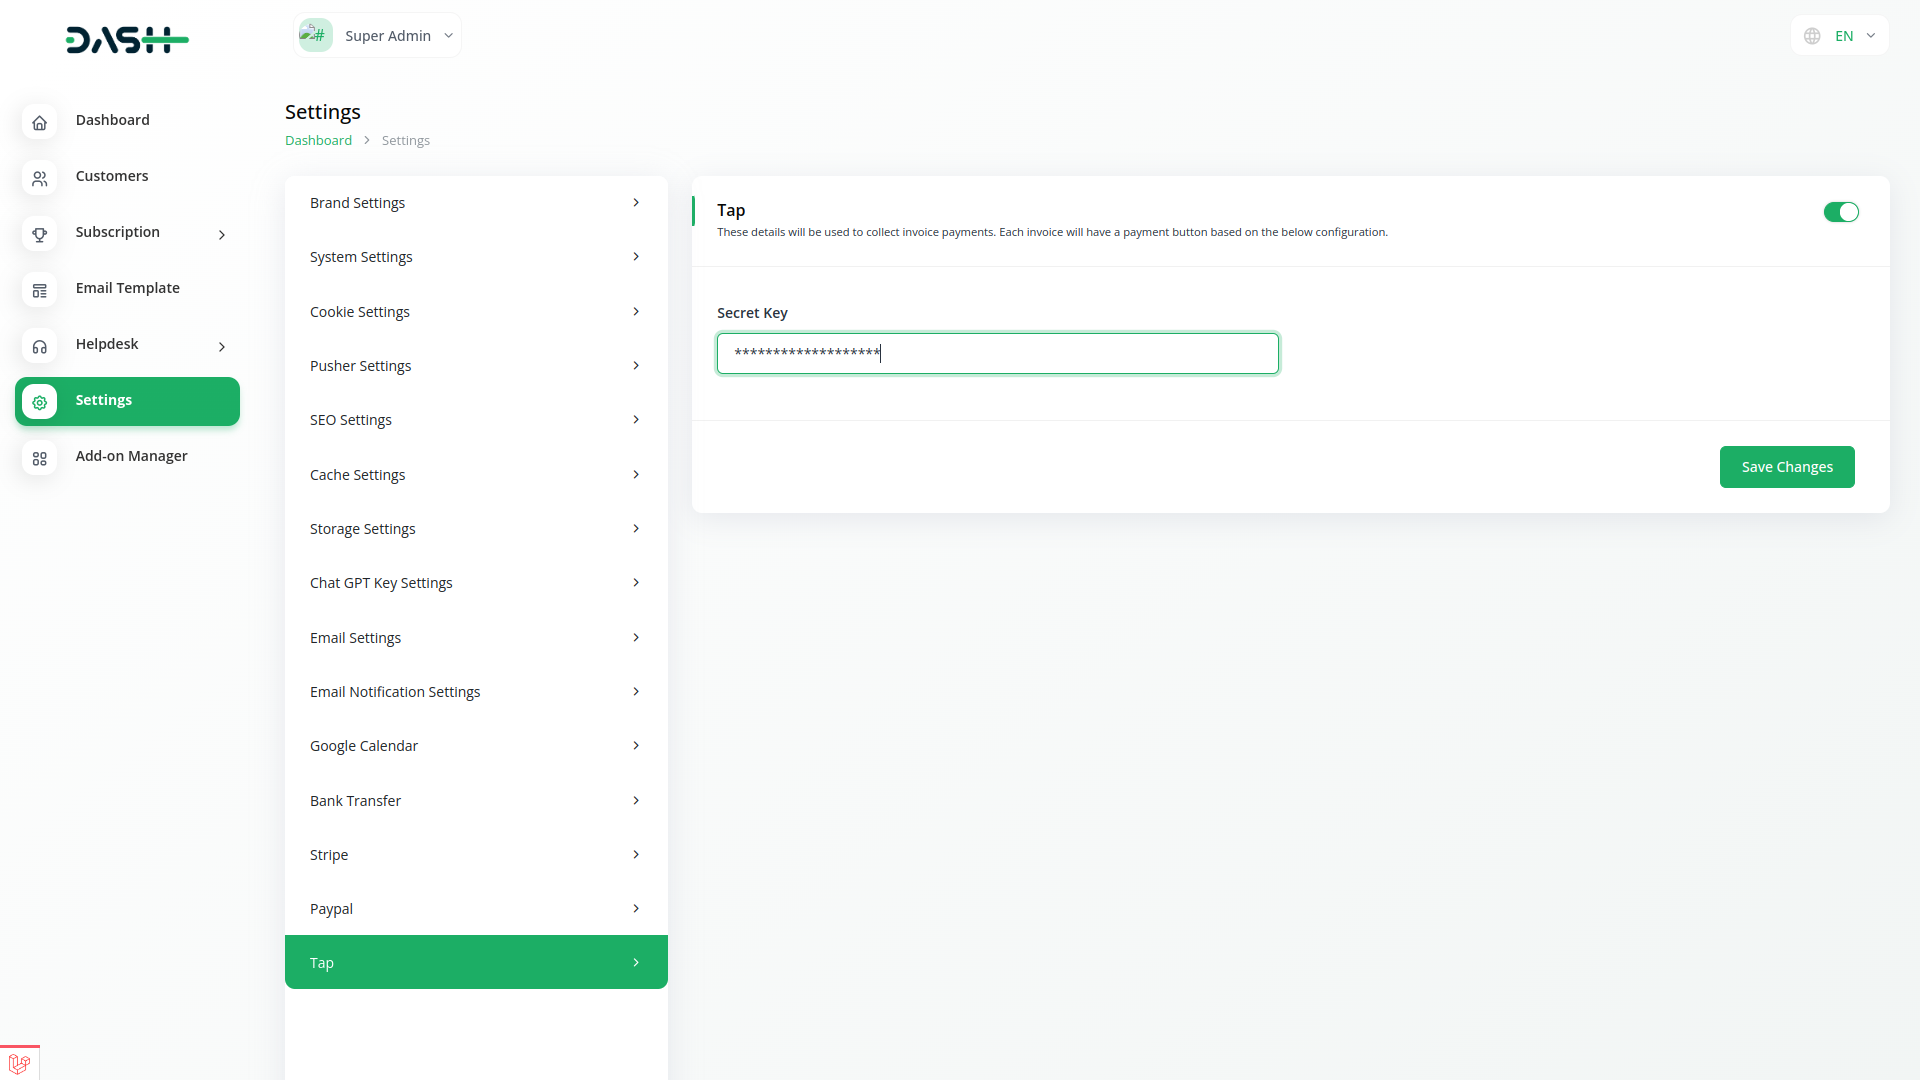 DASH
Super Admin
EN
Dashboard
Customers
Subscription
Email Template
Helpdesk
Settings
Add-on Manager
Settings
Dashboard > Settings
Brand Settings
System Settings
Cookie Settings
Pusher Settings
SEO Settings
Cache Settings
Storage Settings
Chat GPT Key Settings
Email Settings
Email Notification Settings
Google Calendar
Bank Transfer
Stripe
Paypal
Tap
Tap
These details will be used to collect invoice payments. Each invoice will have a payment button based on the below configuration.
Secret Key
*******************
Save Changes